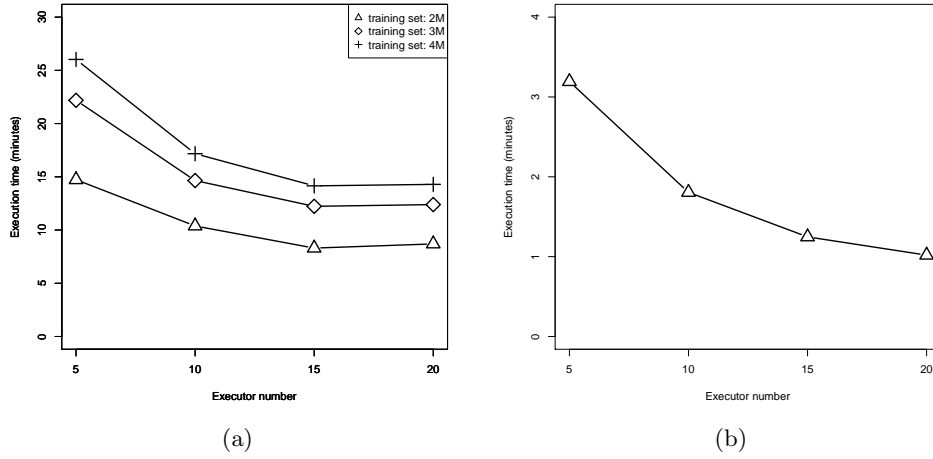 30
25
20
15
10
5
0
Execution time (minutes)
training set: 2M
training set: 3M
training set: 4M
5 10 15 20
Executor number
(a)
4
3
2
1
0
Execution time (minutes)
5 10 15 20
Executor number
(b)